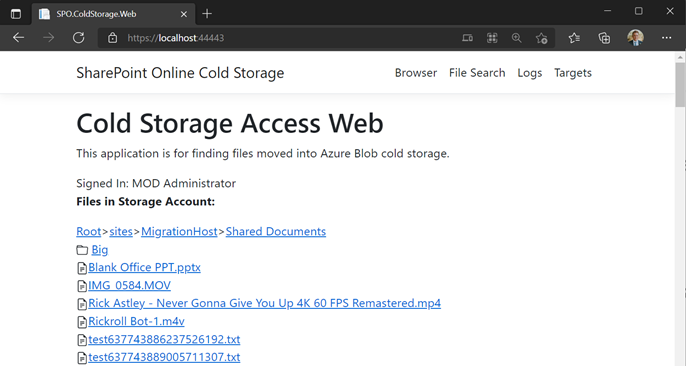 SPO.ColdStorage.Web
https://localhost:44443
SharePoint Online Cold Storage
Browser File Search Logs Targets
Cold Storage Access Web
This application is for finding files moved into Azure Blob cold storage.
Signed In: MOD Administrator
Files in Storage Account:
Root>sites>MigrationHost>Shared Documents
Big
Blank Office PPT.pptx
IMG_0584.MOV
Rick Astley - Never Gonna Give You Up 4K 60 FPS Remastered.mp4
Rickroll Bot-1.m4v
test637743886237526192.txt
test637743889005711307.txt